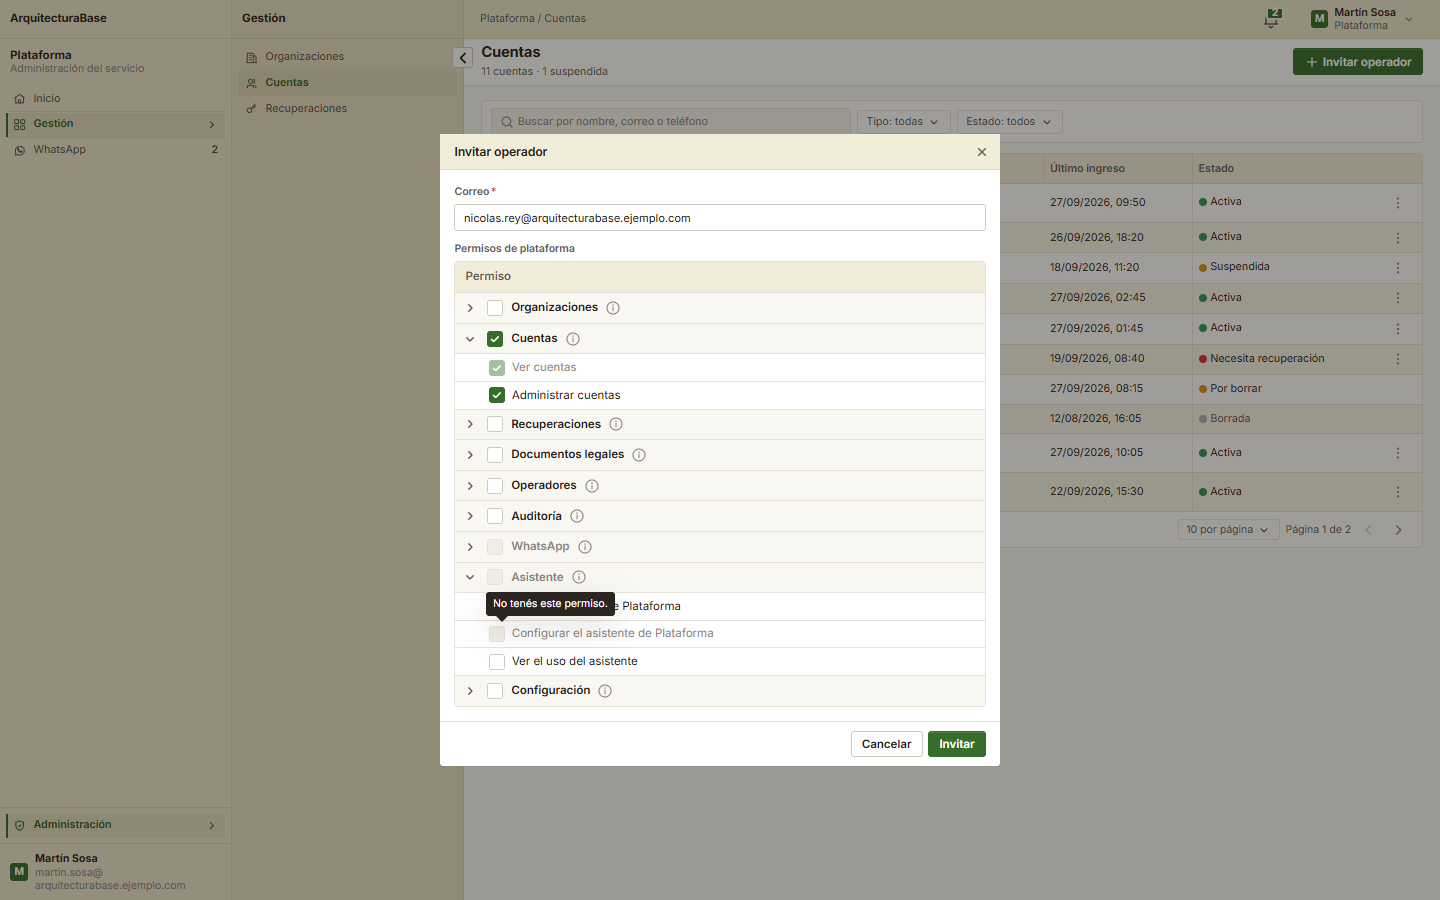 ArquitecturaBase
Plataforma
Administración del servicio
Inicio
Gestión
WhatsApp 2
Administración
M
Martín Sosa
martin.sosa@
arquitecturabase.ejemplo.com
Gestión
Organizaciones
Cuentas
Recuperaciones
Plataforma / Cuentas
2
M
Martín Sosa
Plataforma
Cuentas
11 cuentas · 1 suspendida
Invitar operador
Buscar por nombre, correo o teléfono
Tipo: todas
Estado: todos
Último ingreso Estado
27/09/2026, 09:50 Activa
26/09/2026, 18:20 Activa
18/09/2026, 11:20 Suspendida
27/09/2026, 02:45 Activa
27/09/2026, 01:45 Activa
19/09/2026, 08:40 Necesita recuperación
27/09/2026, 08:15 Por borrar
12/08/2026, 16:05 Borrada
27/09/2026, 10:05 Activa
22/09/2026, 15:30 Activa
10 por página Página 1 de 2
Invitar operador
Correo*
nicolas.rey@arquitecturabase.ejemplo.com
Permisos de plataforma
Permiso
Organizaciones
Cuentas
Ver cuentas
Administrar cuentas
Recuperaciones
Documentos legales
Operadores
Auditoría
WhatsApp
Asistente
No tenés este permiso.
Plataforma
Configurar el asistente de Plataforma
Ver el uso del asistente
Configuración
Cancelar
Invitar